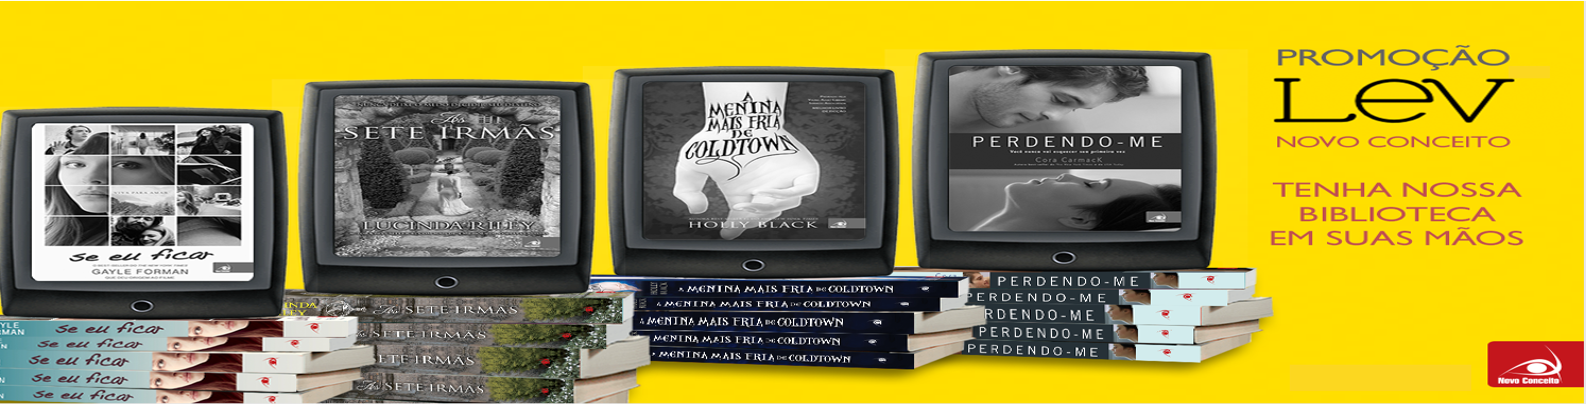 PROMOÇÃO
LeV
NOVO CONCEITO
TENHA NOSSA
BIBLIOTECA
EM SUAS MÃOS
VIVA PARA AMAR
se eu ficar
GAYLE FORMAN
As
SETE IRMÃS
LUCINDA RILEY
A
MENINA
MAIS FRIA
DE
COLDTOWN
HOLLY BLACK
PERDENDO-ME
Cora Carmack
se eu ficar
se eu ficar
se eu ficar
se eu ficar
se eu ficar
As SETE IRMÃS
SETE IRMÃS
SETE IRMÃS
As SETE IRMÃS
A MENINA MAIS FRIA DE COLDTOWN
A MENINA MAIS FRIA DE COLDTOWN
A MENINA MAIS FRIA DE COLDTOWN
A MENINA MAIS FRIA DE COLDTOWN
A MENINA MAIS FRIA DE COLDTOWN
PERDENDO-ME
PERDENDO-ME
RDENDO-ME
PERDENDO-ME
PERDENDO-ME
Novo Conceito